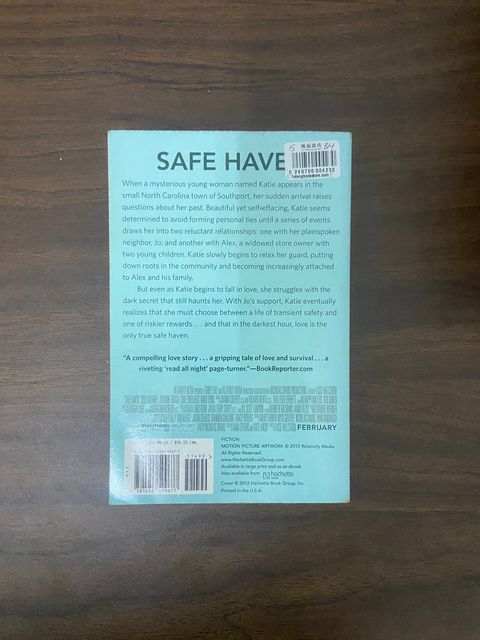 SAFE HAVE
0 240700 004230
When a mysterious young woman named Katie appears in the
small North Carolina town of Southport, her sudden arrival raises
questions about her past. Beautiful yet self-effacing, Katie seems
determined to avoid forming personal ties until a series of events
draws her into two reluctant relationships: one with her plainspoken
neighbor, Jo; and another with Alex, a widowed store owner with
two young children. Katie slowly begins to relax her guard, putting
down roots in the community and becoming increasingly attached
to Alex and his family.
But even as Katie begins to fall in love, she struggles with the
dark secret that still haunts her. With Jo's support, Katie eventually
realizes that she must choose between a life of transient safety and
one of riskier rewards . . . and that in the darkest hour, love is the
only true safe haven.
"A compelling love story . . . a gripping tale of love and survival . . . a
riveting 'read all night' page-turner."—BookReporter.com
FEBRUARY
FICTION
MOTION PICTURE ARTWORK © 2012 Relativity Media.
All Rights Reserved.
www.HachetteBookGroup.com
Available in large print and as an ebook
Also available from hachette
Cover © 2012 Hachette Book Group, Inc.
Printed in the U.S.A.